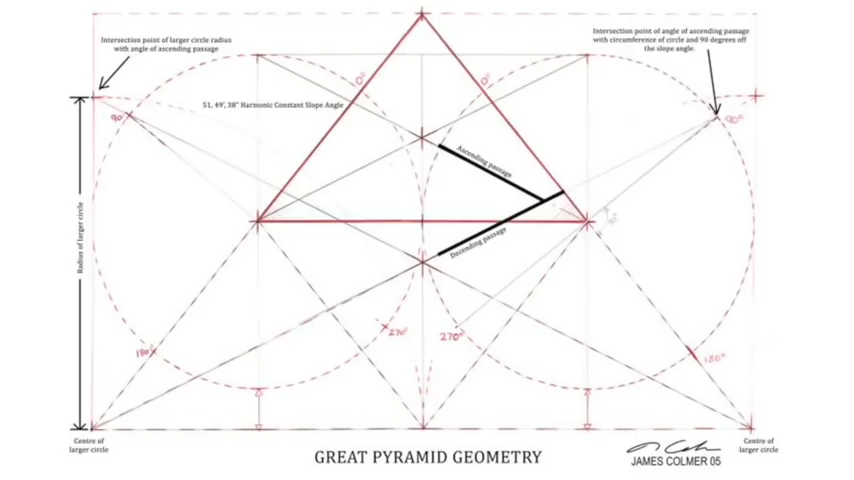 Intersection point of larger circle radius
with angle of ascending passage
Intersection point of angle of ascending passage
with circumference of circle and 90 degrees off
the slope angle.
0°
0°
51, 49', 38" Harmonic Constant Slope Angle
90°
90°
Ascending passage
Radius of larger circle
Decending passage
270°
270°
180°
180°
Centre of
larger circle
Centre of
larger circle
GREAT PYRAMID GEOMETRY
JAMES COLMER 05